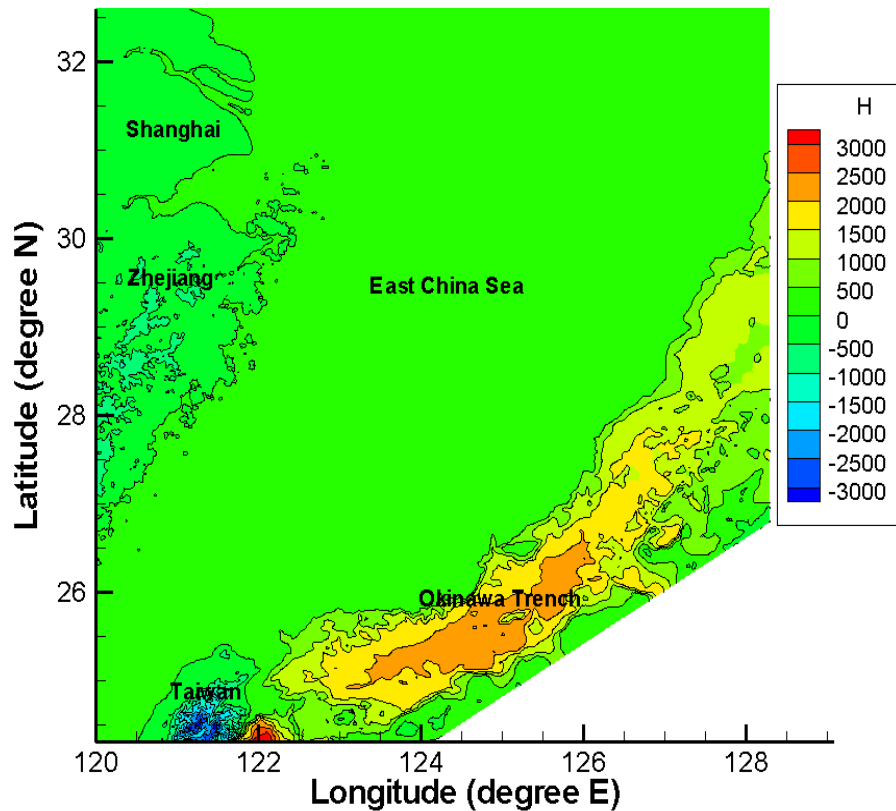 32
30
28
26
120
122
124
126
128
Latitude (degree N)
Longitude (degree E)
Shanghai
Zhejiang
East China Sea
Okinawa Trench
Taiwan
H
3000
2500
2000
1500
1000
500
0
-500
-1000
-1500
-2000
-2500
-3000